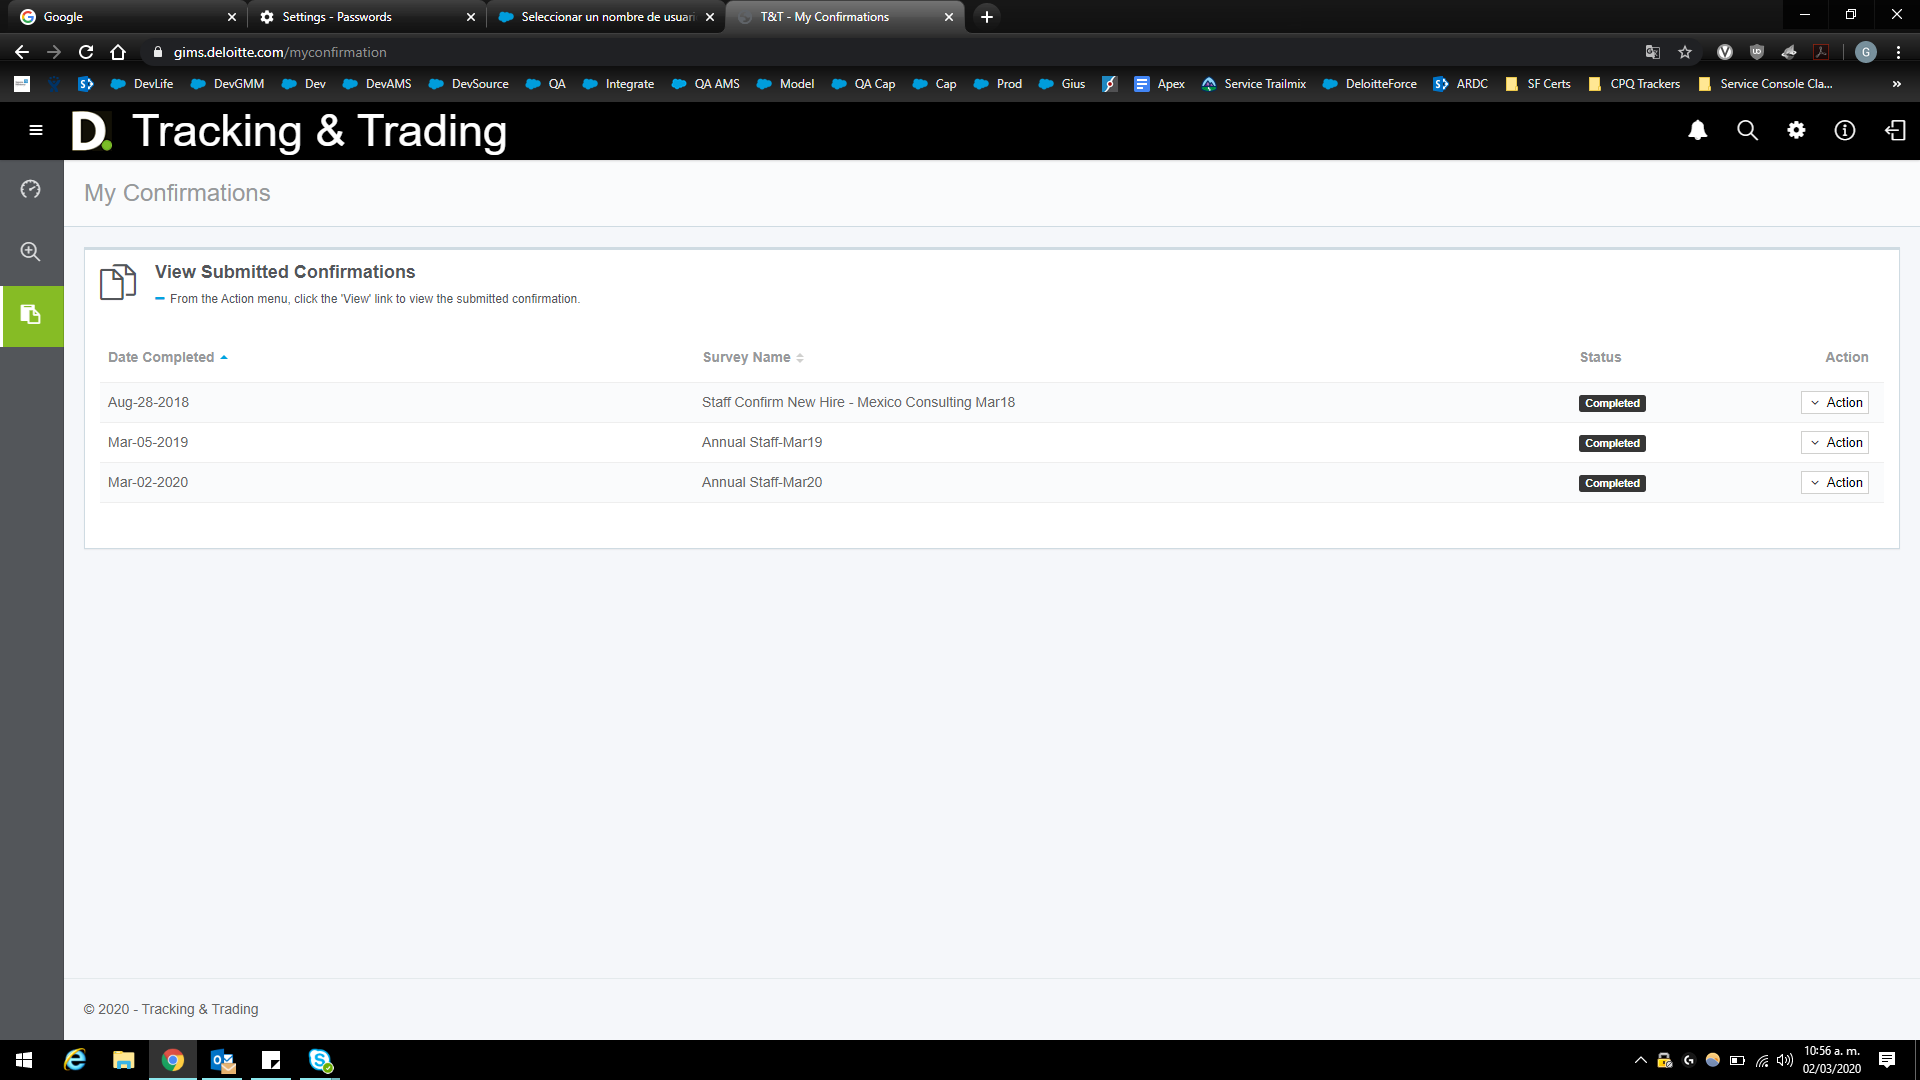 Google
Settings - Passwords
Seleccionar un nombre de usuari
T&T - My Confirmations
gims.deloitte.com/myconfirmation
G
DevLife
DevGMM
Dev
DevAMS
DevSource
QA
Integrate
QA AMS
Model
QA Cap
Cap
Prod
Gius
Apex
Service Trailmix
DeloitteForce
ARDC
SF Certs
CPQ Trackers
Service Console Cla...
»
D. Tracking & Trading
My Confirmations
View Submitted Confirmations
From the Action menu, click the 'View' link to view the submitted confirmation.
Date Completed Survey Name Status Action
Aug-28-2018 Staff Confirm New Hire - Mexico Consulting Mar18 Completed Action
Mar-05-2019 Annual Staff-Mar19 Completed Action
Mar-02-2020 Annual Staff-Mar20 Completed Action
© 2020 - Tracking & Trading
10:56 a. m.
02/03/2020